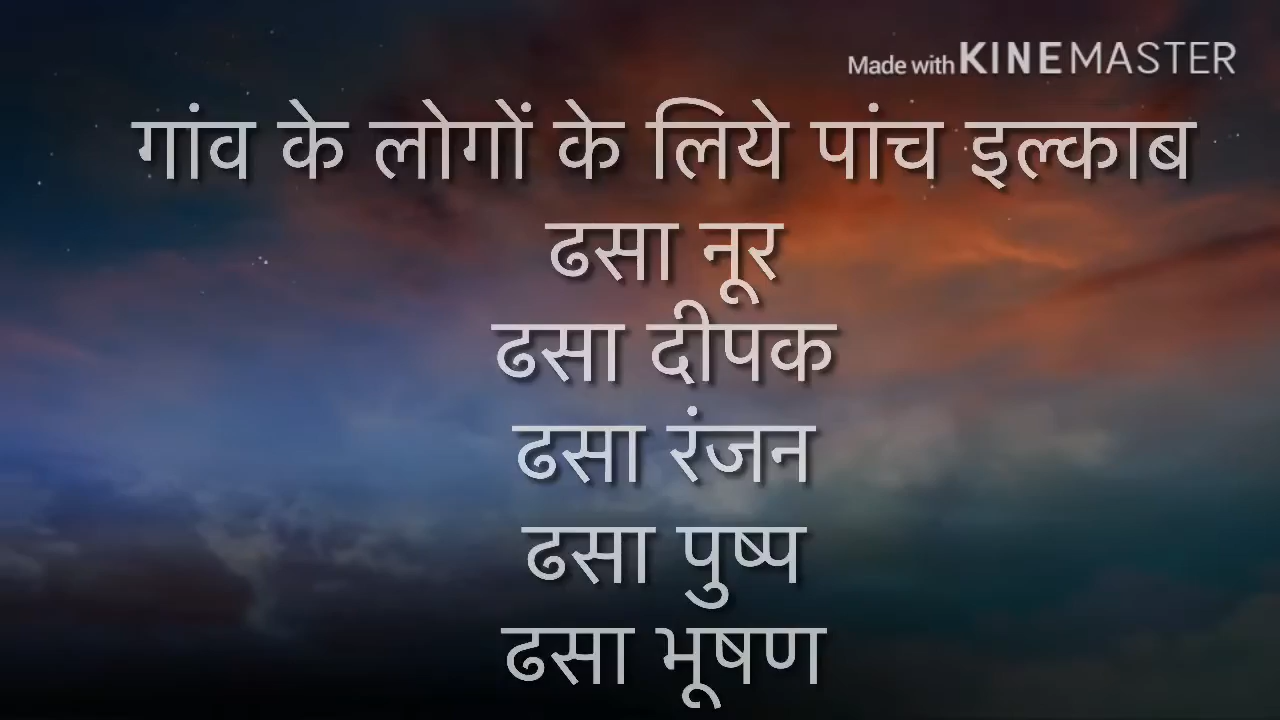 Made with KINEMASTER
गांव के लोगों के लिये पांच इल्काब
ढसा नूर
ढसा दीपक
ढसा रंजन
ढसा पुष्प
ढसा भूषण